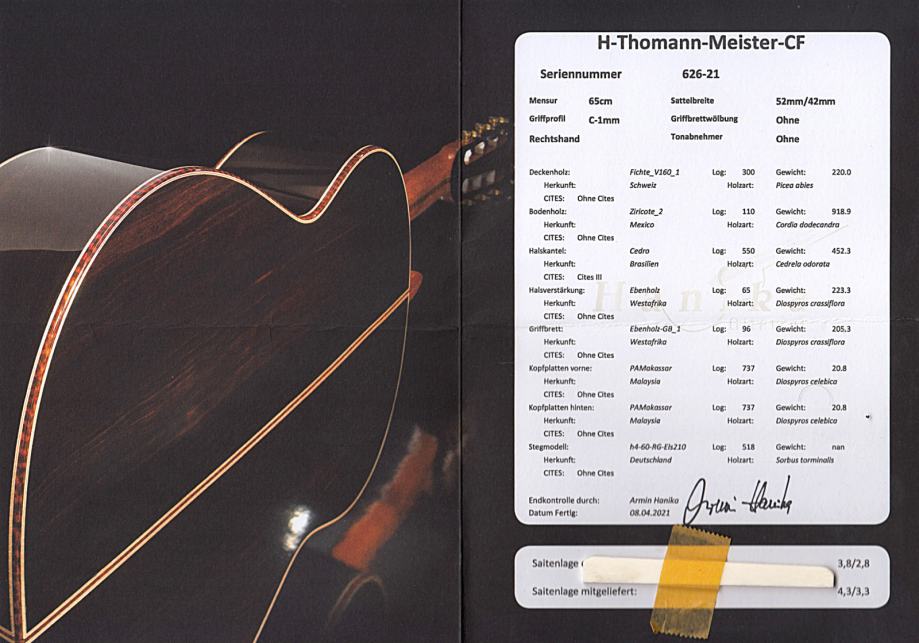 H-Thomann-Meister-CF
Seriennummer 626-21
Mensur 65cm Sattelbreite 52mm/42mm
Griffprofil C-1mm Griffbrettwölbung Ohne
Rechtshand Tonabnehmer Ohne
Deckenholz: Fichte_V160_1 Log: 300 Gewicht: 220.0
Herkunft: Schweiz Holzart: Picea abies
CITES: Ohne Cites
Bodenholz: Ziricote_2 Log: 110 Gewicht: 918.9
Herkunft: Mexico Holzart: Cordia dodecandra
CITES: Ohne Cites
Halskantel: Cedro Log: 550 Gewicht: 452.3
Herkunft: Brasilien Holzart: Cedrela odorata
CITES: Cites III
Halsverstärkung: Ebenholz Log: 65 Gewicht: 223.3
Herkunft: Westafrika Holzart: Diospyros crassiflora
CITES: Ohne Cites
Griffbrett: Ebenholz-GB_1 Log: 96 Gewicht: 205.3
Herkunft: Westafrika Holzart: Diospyros crassiflora
CITES: Ohne Cites
Kopfplatten vorne: PAMakassar Log: 737 Gewicht: 20.8
Herkunft: Malaysia Holzart: Diospyros celebica
CITES: Ohne Cites
Kopfplatten hinten: PAMakassar Log: 737 Gewicht: 20.8
Herkunft: Malaysia Holzart: Diospyros celebica
CITES: Ohne Cites
Stegmodell: h4-60-RG-Els210 Log: 518 Gewicht: nan
Herkunft: Deutschland Holzart: Sorbus torminalis
CITES: Ohne Cites
Endkontrolle durch: Armin Hanika Armin Hanika
Datum Fertig: 08.04.2021
Saitenlage 3,8/2,8
Saitenlage mitgeliefert: 4,3/3,3